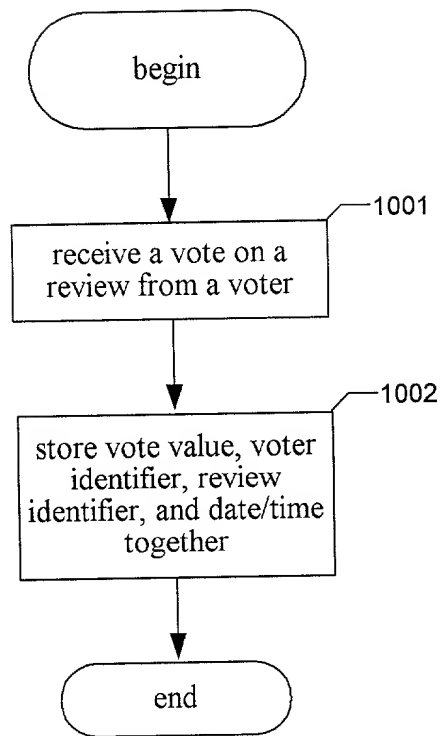 begin
1001
receive a vote on a
review from a voter
1002
store vote value, voter
identifier, review
identifier, and date/time
together
end